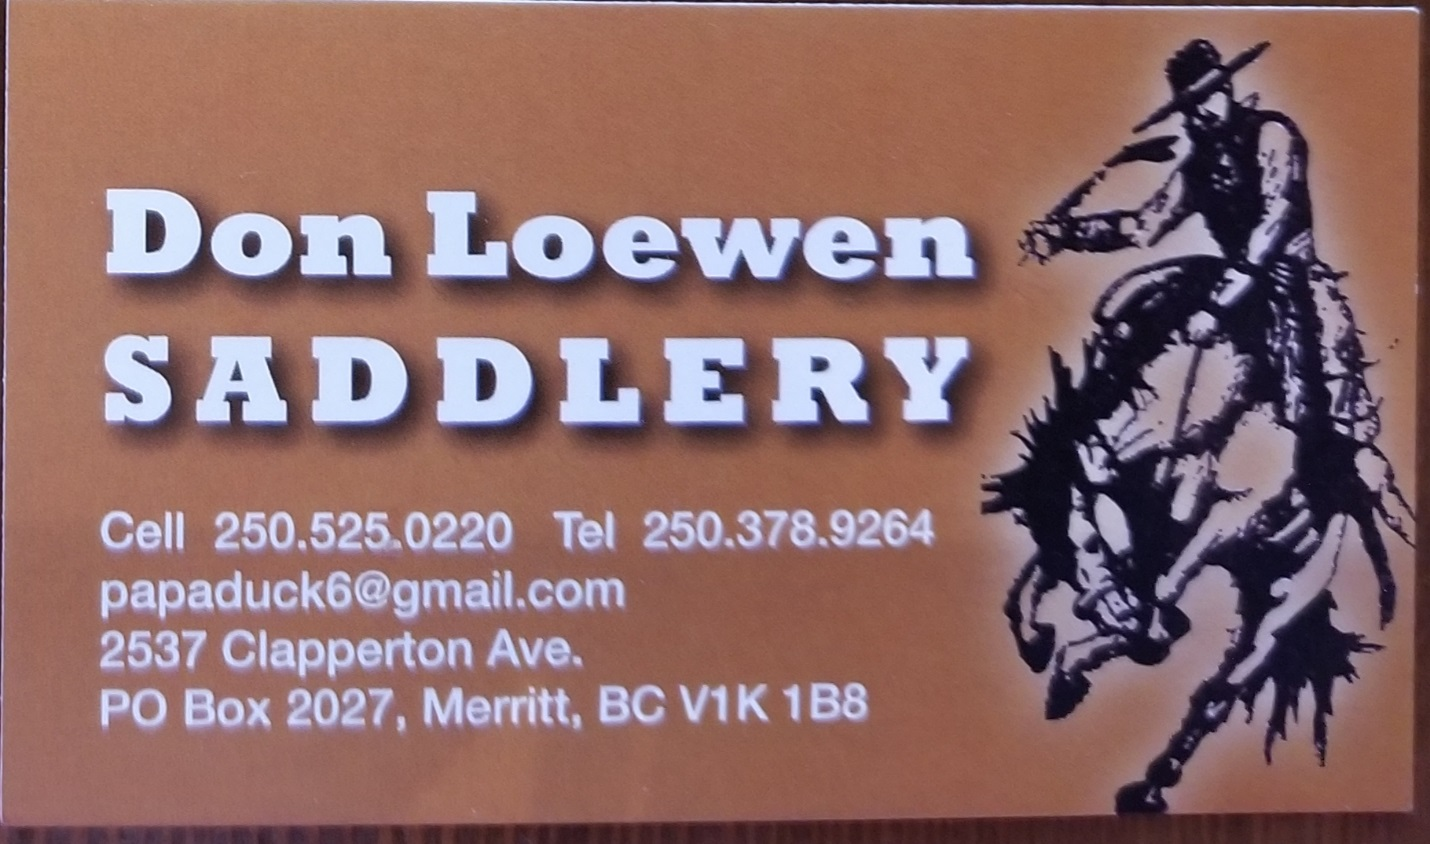 Don Loewen
SADDLERY
Cell 250.525.0220 Tel 250.378.9264
papaduck6@gmail.com
2537 Clapperton Ave.
PO Box 2027, Merritt, BC V1K 1B8